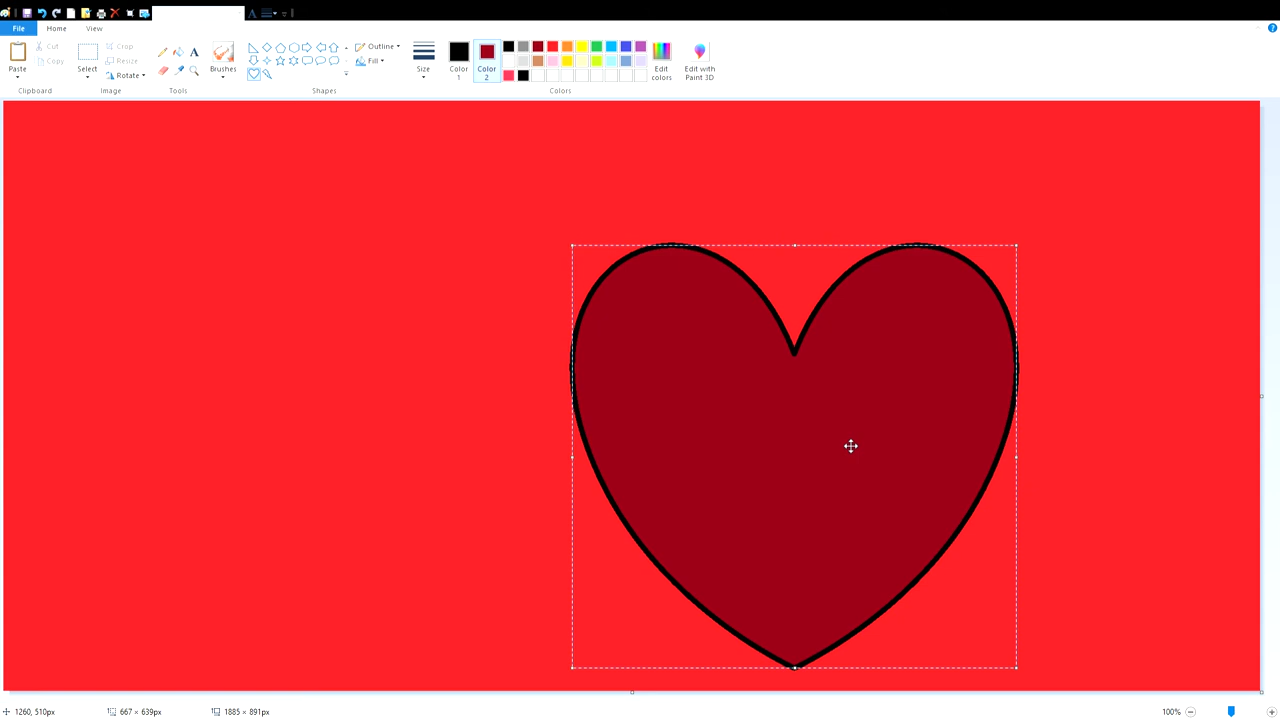 File Home View
Paste Cut Copy Clipboard
Select Crop Resize Rotate Image
Tools
Brushes
Outline Fill Shapes
Size
Color 1
Color 2
Edit colors
Edit with Paint 3D
Colors
1260, 510px 667 × 639px 1885 × 891px 100%